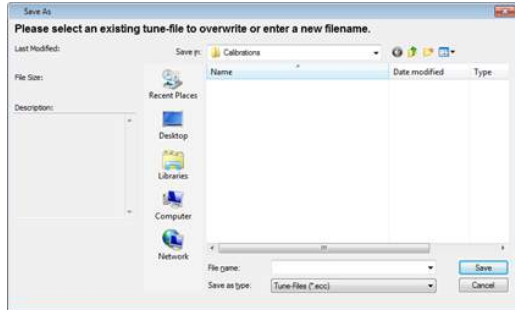 Save As
Please select an existing tune-file to overwrite or enter a new filename.
Last Modified:
Save in:
Calibrations
Name
Date modified
Type
File Size:
Recent Places
Description:
Desktop
Libraries
Computer
Network
File name:
Save
Save as type:
Tune-Files (*.ecc)
Cancel